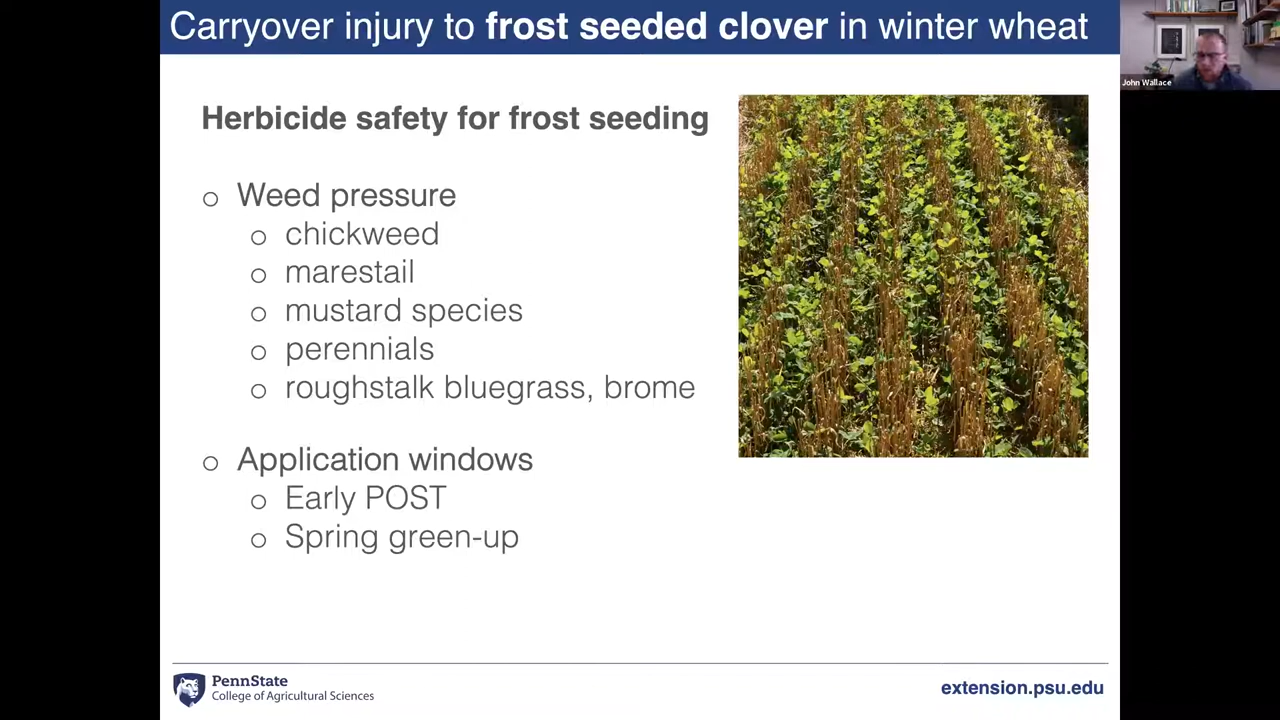 Carryover injury to frost seeded clover in winter wheat
John Wallace
Herbicide safety for frost seeding
Weed pressure
chickweed
marestail
mustard species
perennials
roughstalk bluegrass, brome
Application windows
Early POST
Spring green-up
PennState
College of Agricultural Sciences
extension.psu.edu